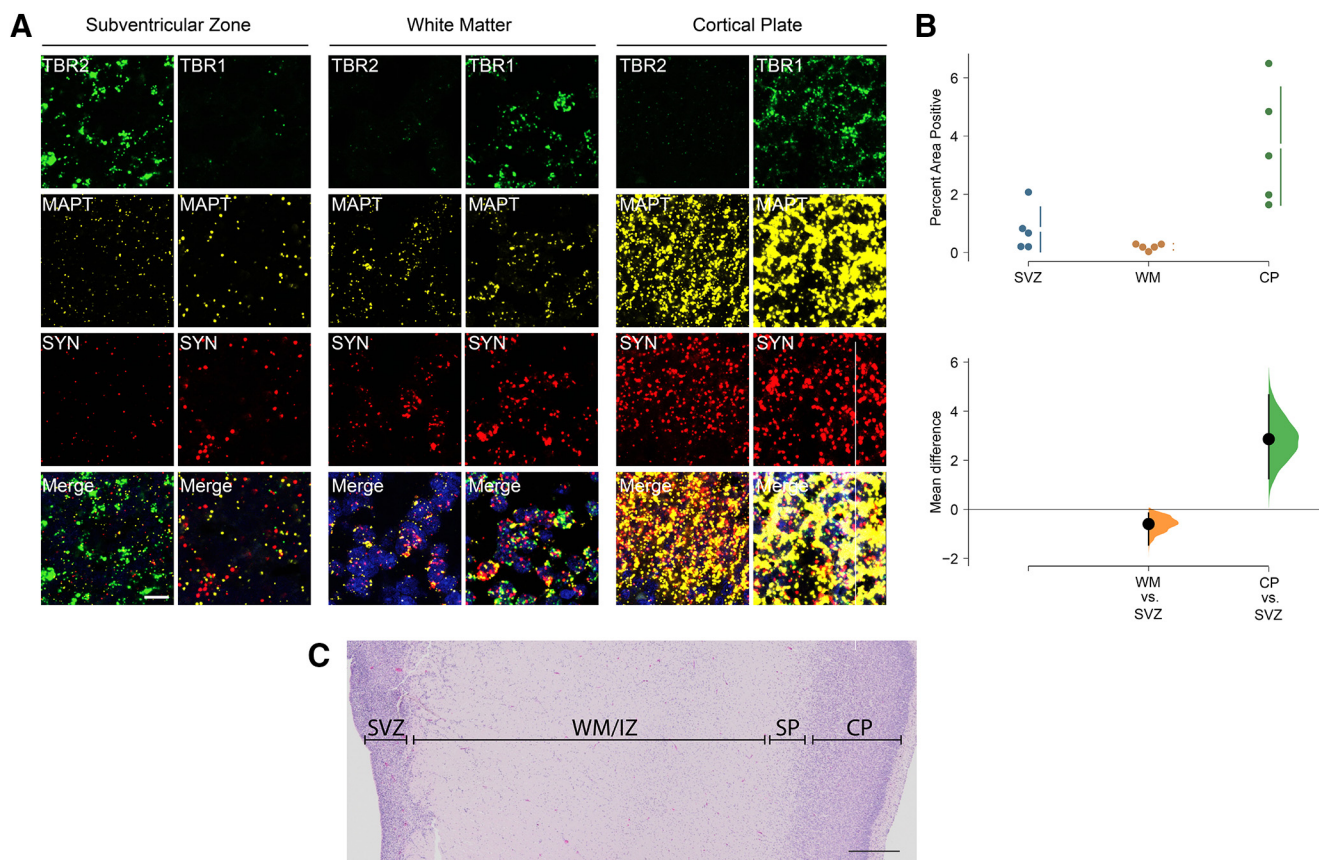 A
Subventricular Zone
White Matter
Cortical Plate
TBR2
TBR1
TBR2
TBR1
TBR2
TBR1
MAPT
MAPT
MAPT
MAPT
MAPT
MAPT
SYN
SYN
SYN
SYN
SYN
SYN
Merge
Merge
Merge
Merge
Merge
Merge
B
Percent Area Positive
6
4
2
0
SVZ
WM
CP
Mean difference
6
4
2
0
−2
WM
vs.
SVZ
CP
vs.
SVZ
C
SVZ
WM/IZ
SP
CP